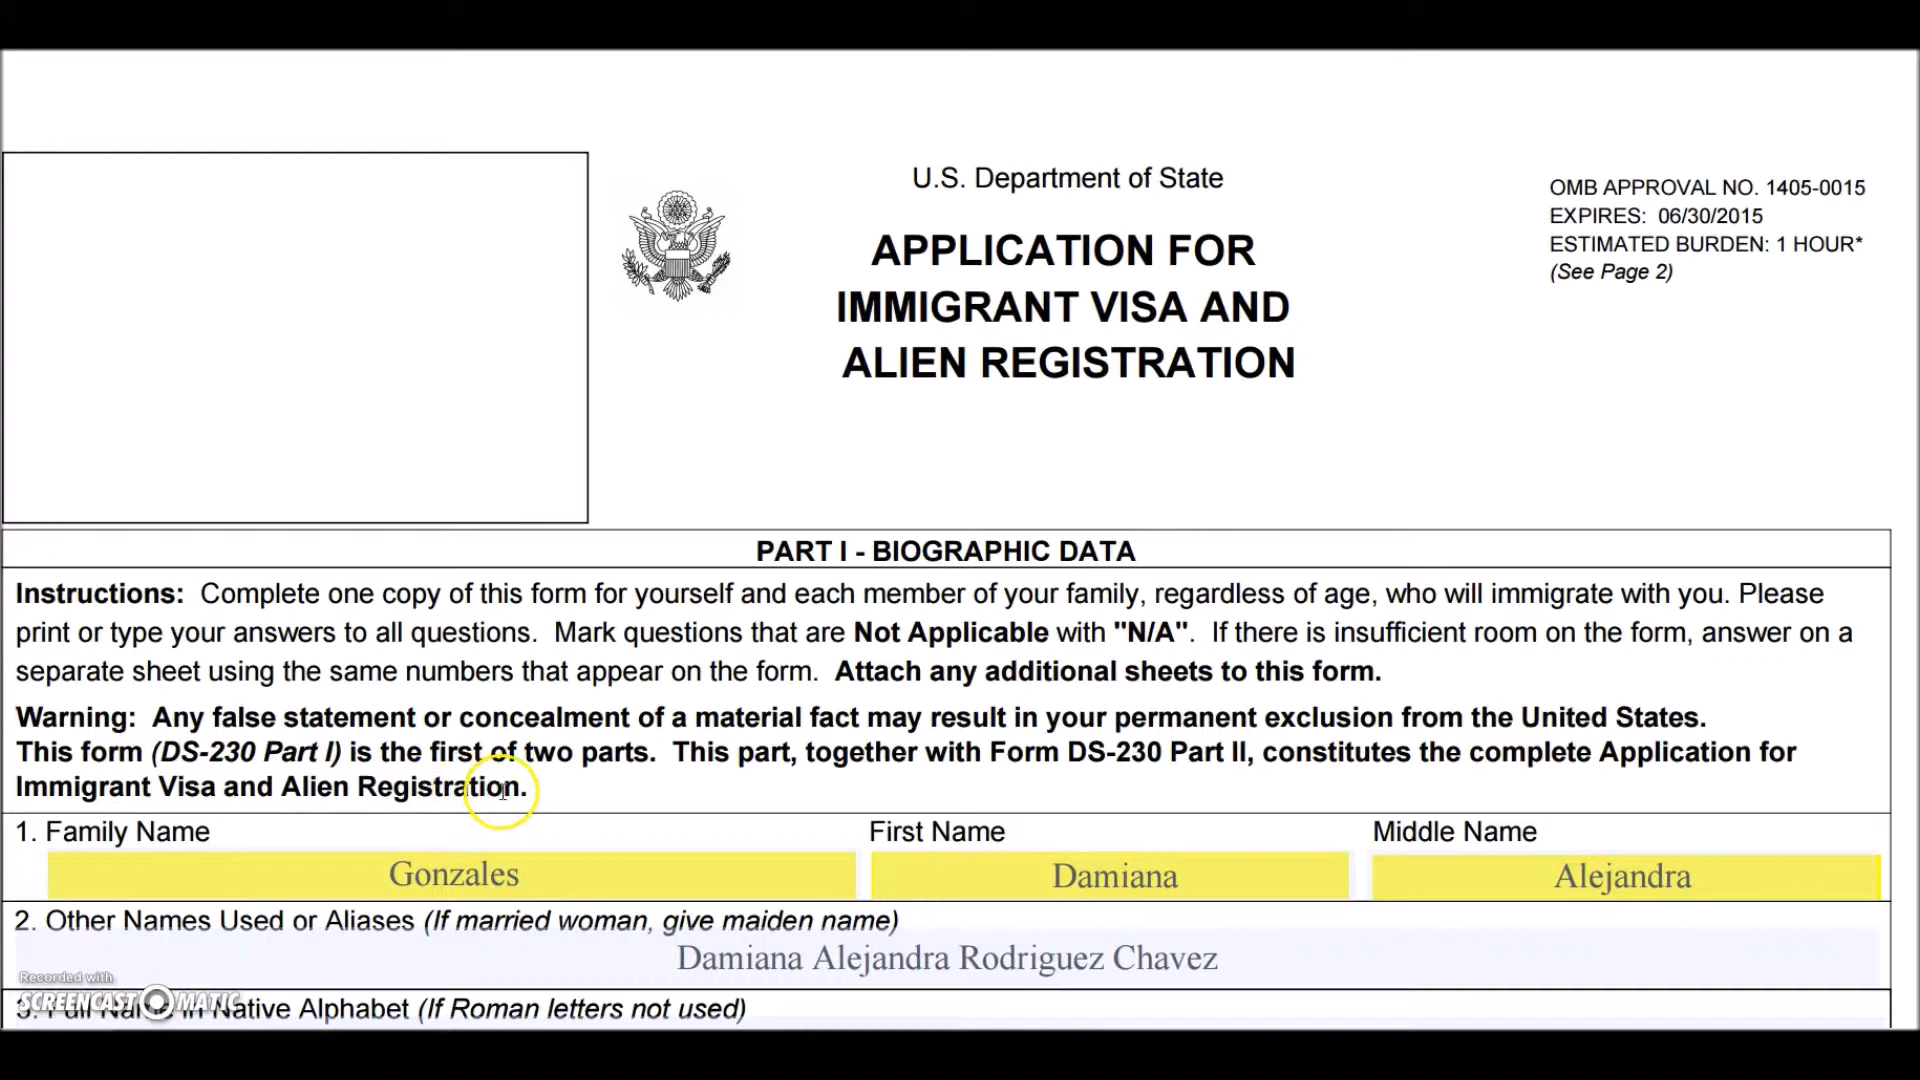 U.S. Department of State
APPLICATION FOR
IMMIGRANT VISA AND
ALIEN REGISTRATION
OMB APPROVAL NO. 1405-0015
EXPIRES: 06/30/2015
ESTIMATED BURDEN: 1 HOUR*
(See Page 2)
PART I - BIOGRAPHIC DATA
Instructions: Complete one copy of this form for yourself and each member of your family, regardless of age, who will immigrate with you. Please
print or type your answers to all questions. Mark questions that are Not Applicable with "N/A". If there is insufficient room on the form, answer on a
separate sheet using the same numbers that appear on the form. Attach any additional sheets to this form.
Warning: Any false statement or concealment of a material fact may result in your permanent exclusion from the United States.
This form (DS-230 Part I) is the first of two parts. This part, together with Form DS-230 Part II, constitutes the complete Application for
Immigrant Visa and Alien Registration.
1. Family Name First Name Middle Name
Gonzales Damiana Alejandra
2. Other Names Used or Aliases (If married woman, give maiden name)
Damiana Alejandra Rodriguez Chavez
3. Full Name in Native Alphabet (If Roman letters not used)
Recorded with
SCREENCAST MATIC